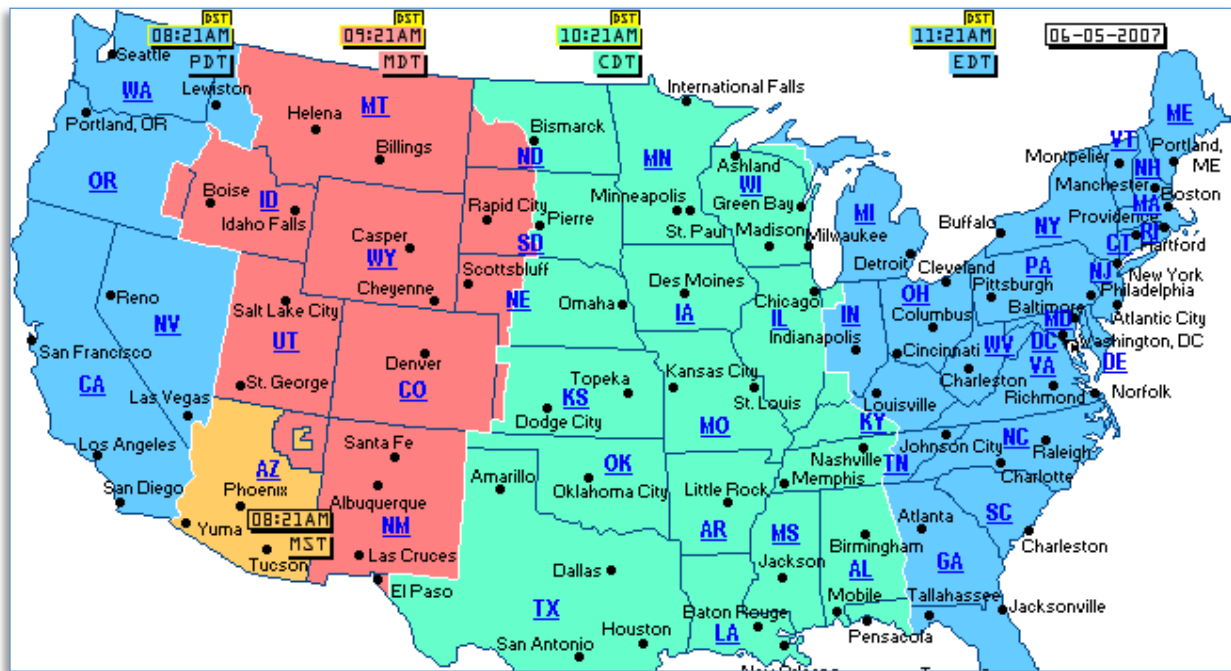 DST DST DST DST
08:21AM 09:21AM 10:21AM 11:21AM 06-05-2007
PDT MDT CDT EDT
Seattle
WA
Lewiston
Portland, OR
OR
MT
Helena
Billings
Boise
ID
Idaho Falls
Casper
WY
Cheyenne
Reno
NV
Salt Lake City
UT
St. George
San Francisco
CA
Las Vegas
Los Angeles
San Diego
Denver
CO
AZ
Phoenix
08:21AM
MST
Yuma
Tucson
Santa Fe
Albuquerque
NM
Las Cruces
El Paso
Bismarck
ND
Rapid City
Pierre
SD
Scottsbluff
NE
Omaha
International Falls
MN
Minneapolis
St. Paul
Ashland
WI
Green Bay
Madison
Milwaukee
Des Moines
IA
Chicago
IL
Topeka
KS
Dodge City
Kansas City
St. Louis
MO
Amarillo
OK
Oklahoma City
Little Rock
AR
Dallas
TX
San Antonio
Houston
Baton Rouge
LA
New Orleans
MS
Jackson
Birmingham
AL
Mobile
Pensacola
Memphis
Nashville
TN
KY
Louisville
MI
Detroit
IN
Indianapolis
Cleveland
OH
Columbus
Cincinnati
WV
Charleston
Pittsburgh
PA
Buffalo
NY
VT
Montpelier
ME
Portland,
ME
NH
Manchester
MA
Boston
Providence
RI
CT
Hartford
NJ
New York
Philadelphia
Baltimore
MD
Atlantic City
DC
Washington, DC
DE
VA
Richmond
Norfolk
Johnson City
NC
Raleigh
Charlotte
SC
Charleston
Atlanta
GA
Tallahassee
Jacksonville